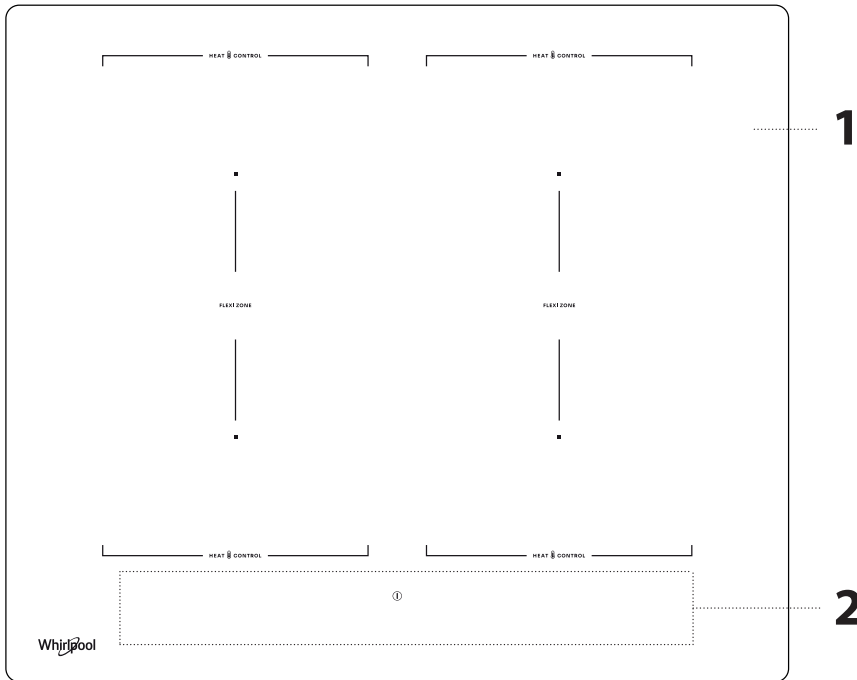 HEAT CONTROL HEAT CONTROL
1
FLEXI ZONE FLEXI ZONE
HEAT CONTROL HEAT CONTROL
2
Whirlpool